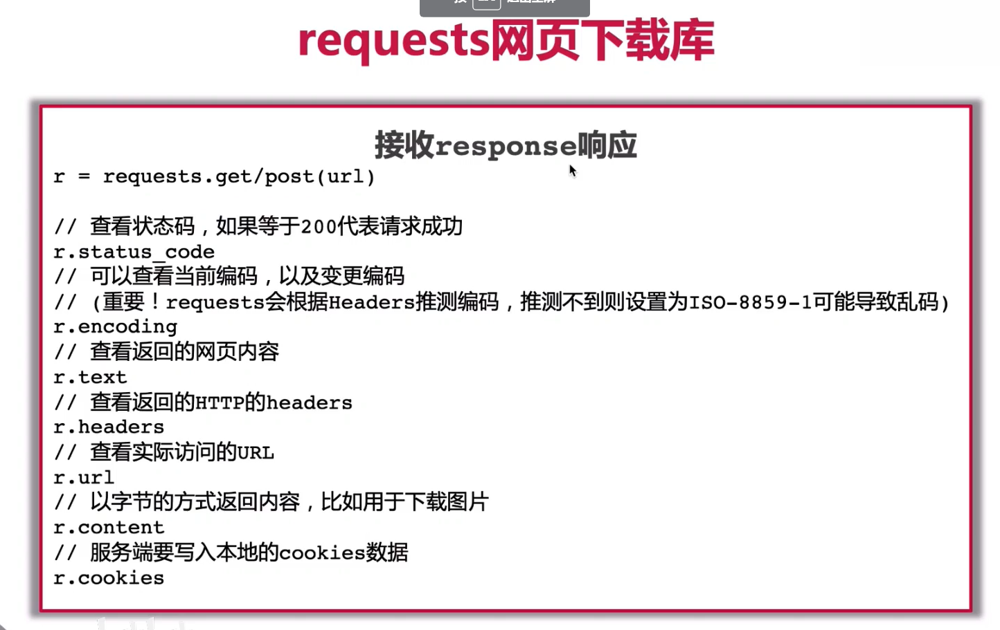 requests网页下载库
接收response响应
r = requests.get/post(url)
// 查看状态码，如果等于200代表请求成功
r.status_code
// 可以查看当前编码，以及变更编码
// (重要！requests会根据Headers推测编码，推测不到则设置为ISO-8859-1可能导致乱码)
r.encoding
// 查看返回的网页内容
r.text
// 查看返回的HTTP的headers
r.headers
// 查看实际访问的URL
r.url
// 以字节的方式返回内容，比如用于下载图片
r.content
// 服务端要写入本地的cookies数据
r.cookies